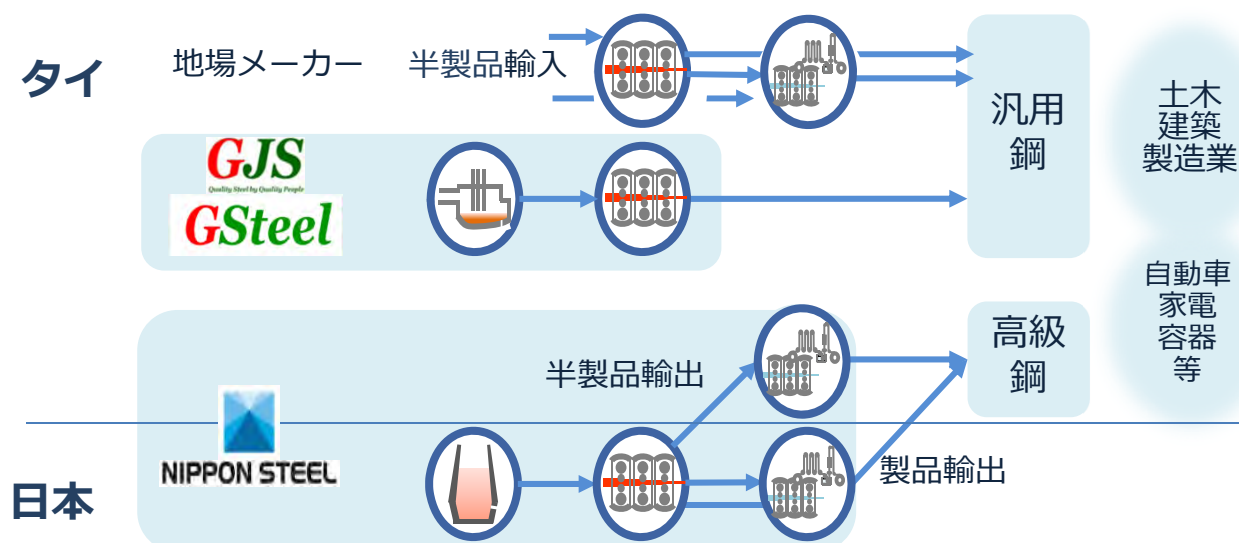 タイ
地場メーカー
半製品輸入
汎用
鋼
土木
建築
製造業
GJS
Quality Steel by Quality People
GSteel
自動車
家電
容器
等
高級
鋼
半製品輸出
NIPPON STEEL
製品輸出
日本